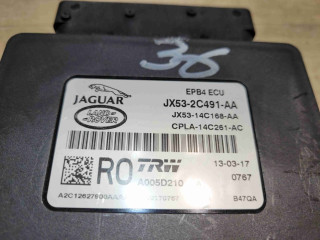 36
EPB4 ECU
JAGUAR
JX53-2C491-AA
LAND ROVER
JX53-14C168-AA
CPLA-14C261-AC
RO TRW
13-03-17
A005D210
0767
B47QA